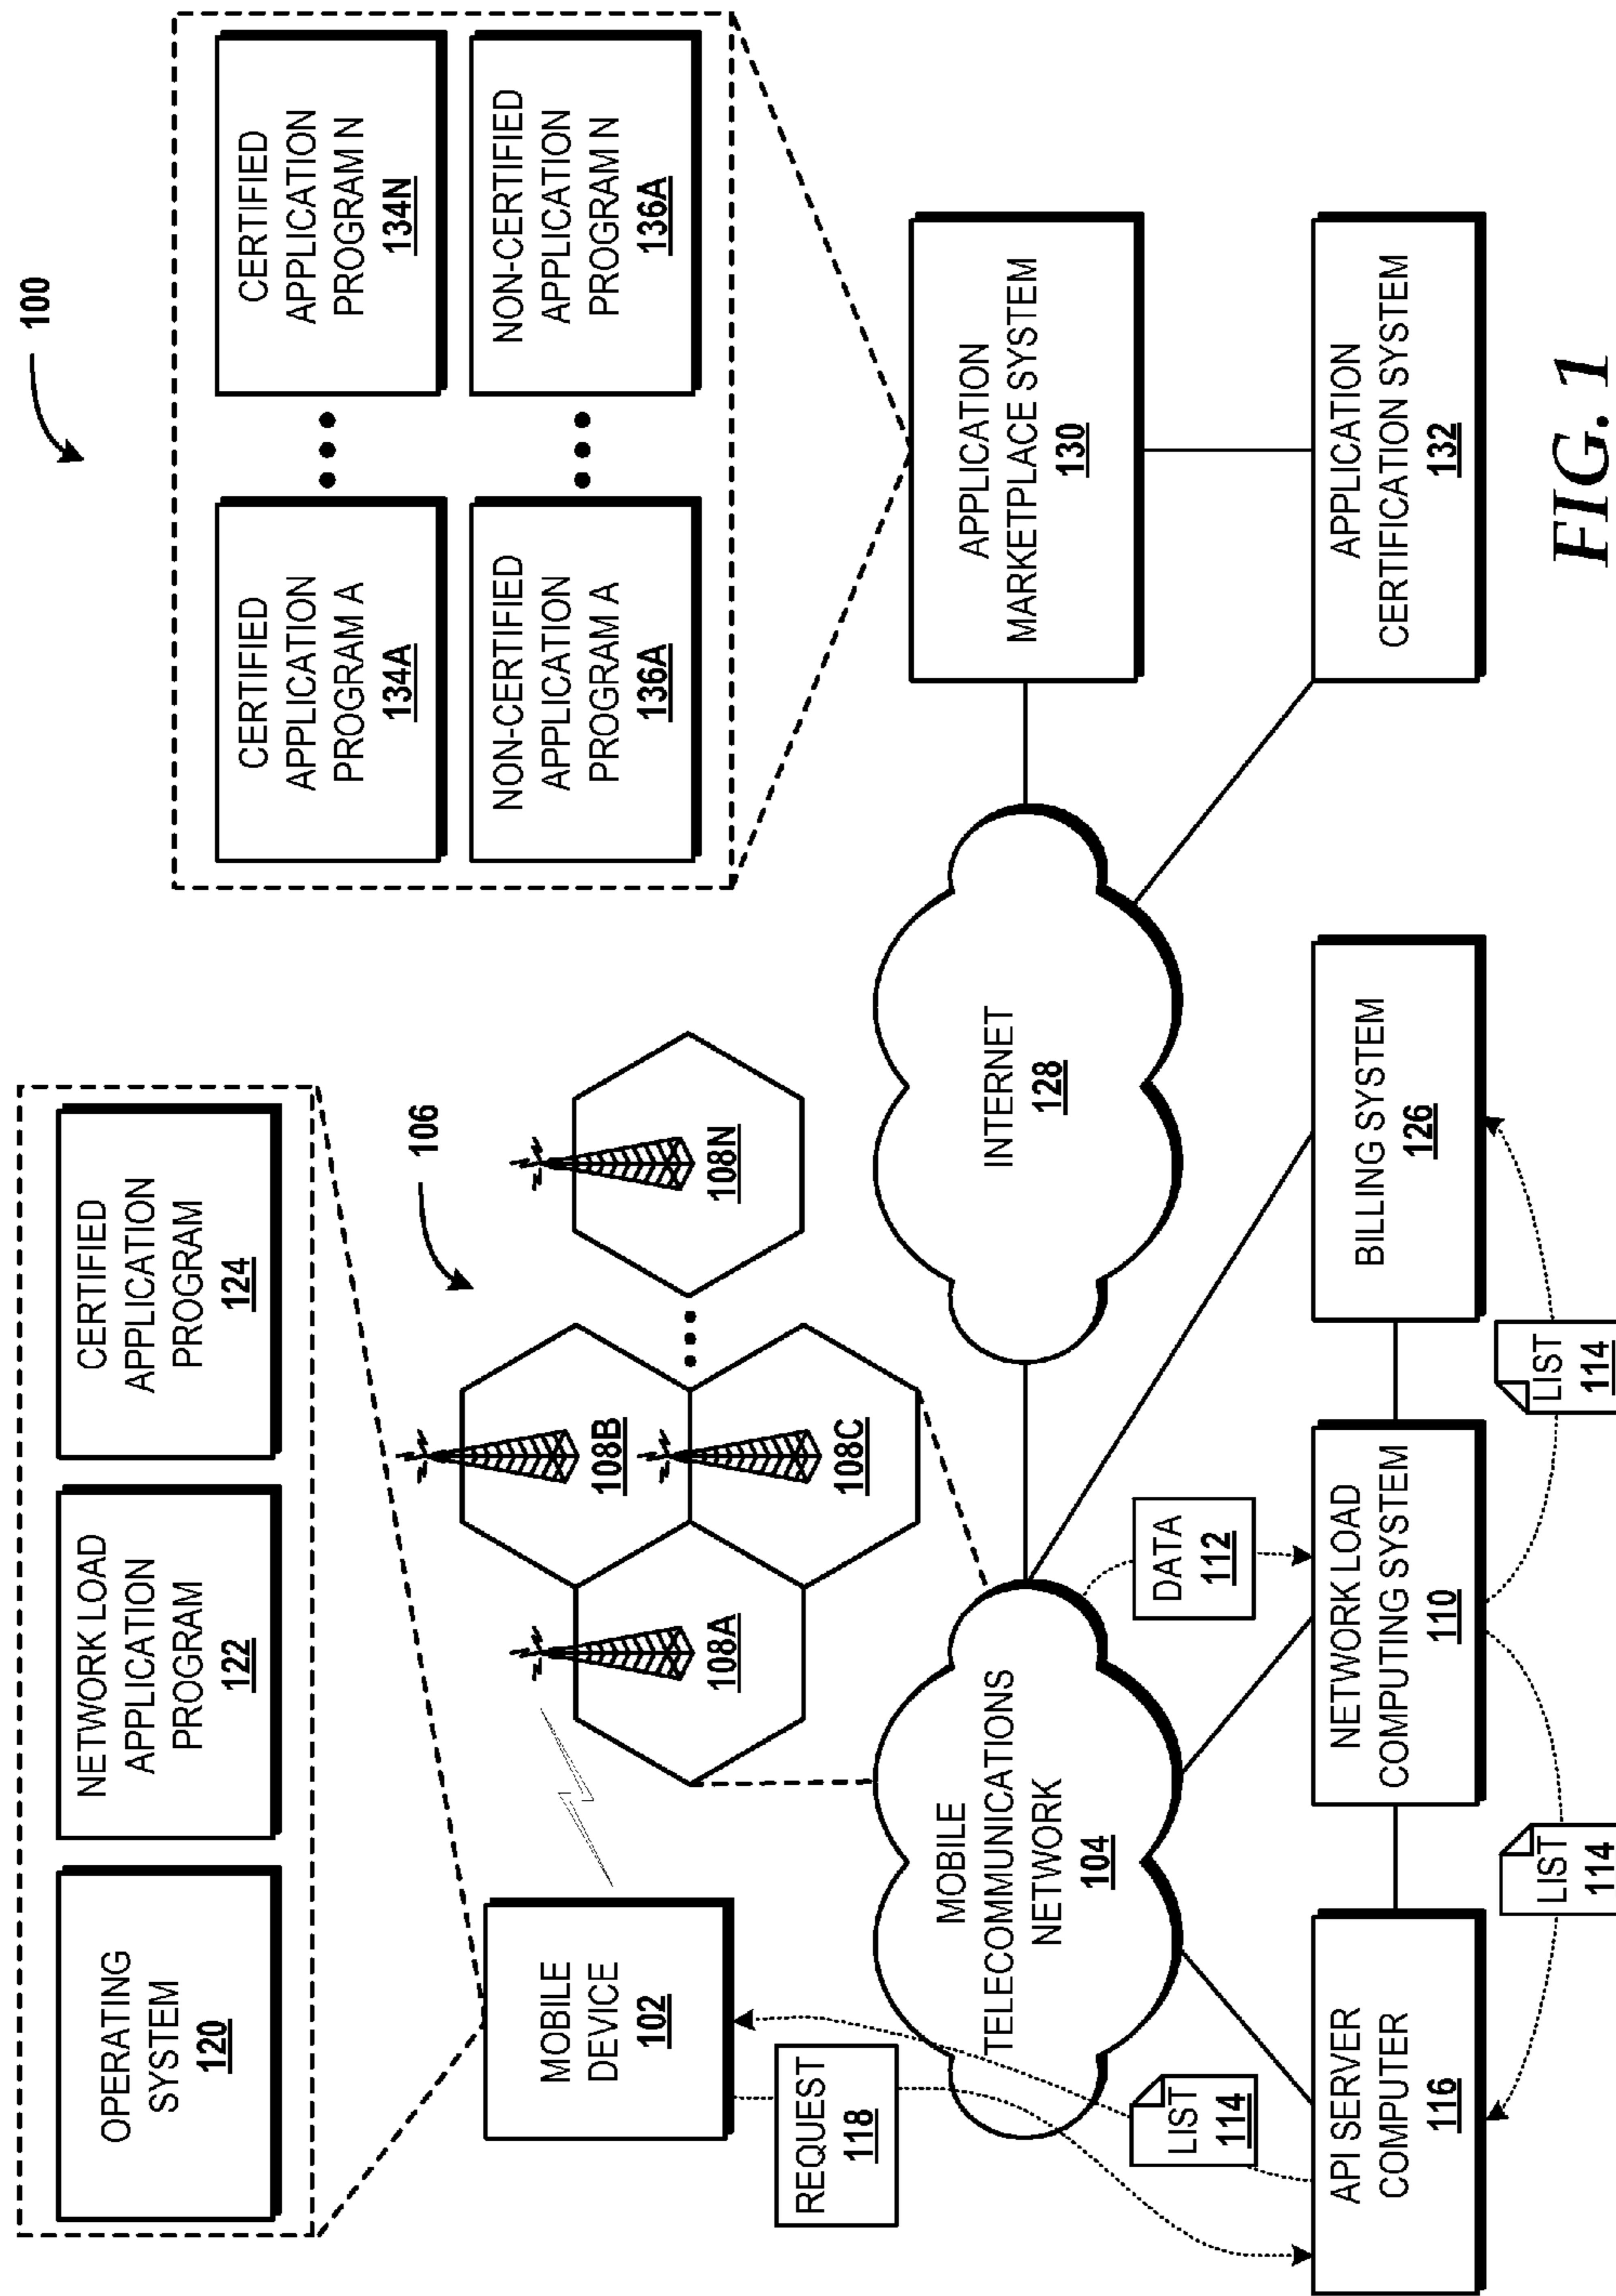 100
OPERATING
SYSTEM
120
NETWORK LOAD
APPLICATION
PROGRAM
122
CERTIFIED
APPLICATION
PROGRAM
124
CERTIFIED
APPLICATION
PROGRAM A
134A
CERTIFIED
APPLICATION
PROGRAM N
134N
NON-CERTIFIED
APPLICATION
PROGRAM A
136A
NON-CERTIFIED
APPLICATION
PROGRAM N
136A
106
MOBILE
DEVICE
102
108A
108B
108C
108N
REQUEST
118
MOBILE
TELECOMMUNICATIONS
NETWORK
104
INTERNET
128
APPLICATION
MARKETPLACE SYSTEM
130
LIST
114
DATA
112
API SERVER
COMPUTER
116
NETWORK LOAD
COMPUTING SYSTEM
110
BILLING SYSTEM
126
APPLICATION
CERTIFICATION SYSTEM
132
LIST
114
LIST
114
FIG. 1